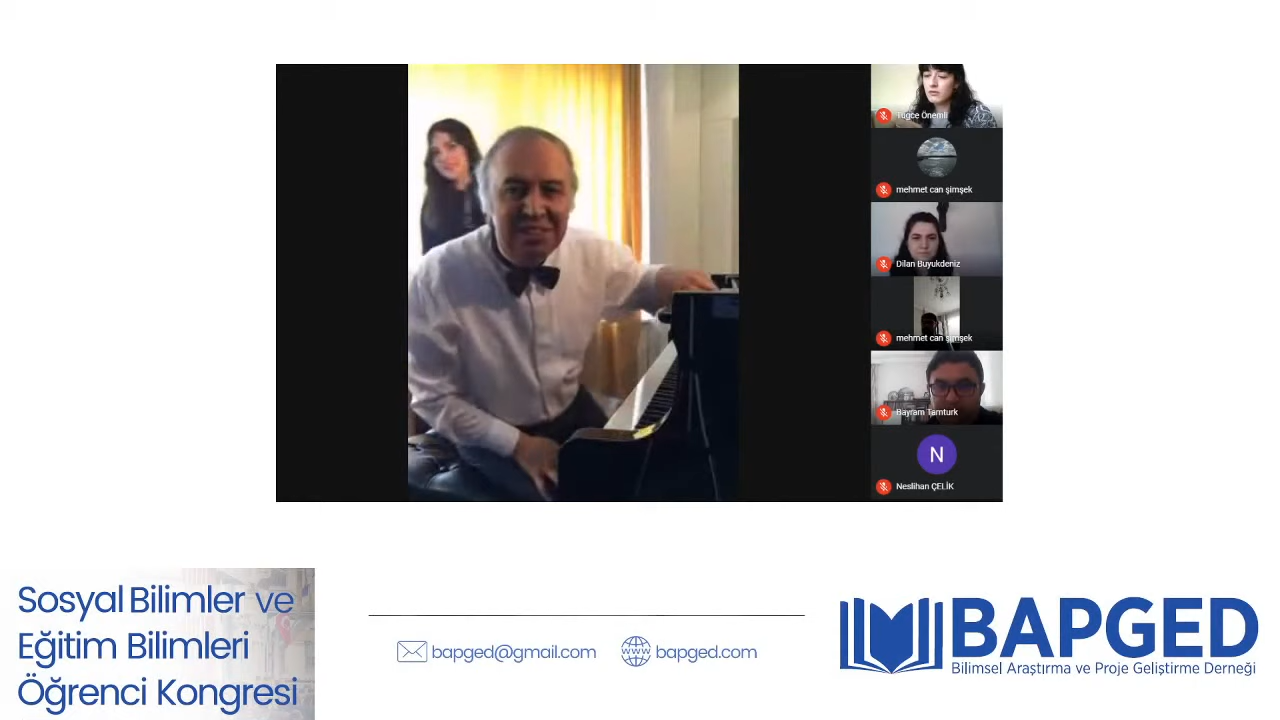 Tuğçe Önemli
mehmet can şimşek
Dilan Buyukdeniz
mehmet can şimşek
Bayram Tamturk
N
Neslihan ÇELİK
Sosyal Bilimler ve
Eğitim Bilimleri
Öğrenci Kongresi
bapged@gmail.com
www
bapged.com
BAPGED
Bilimsel Araştırma ve Proje Geliştirme Derneği